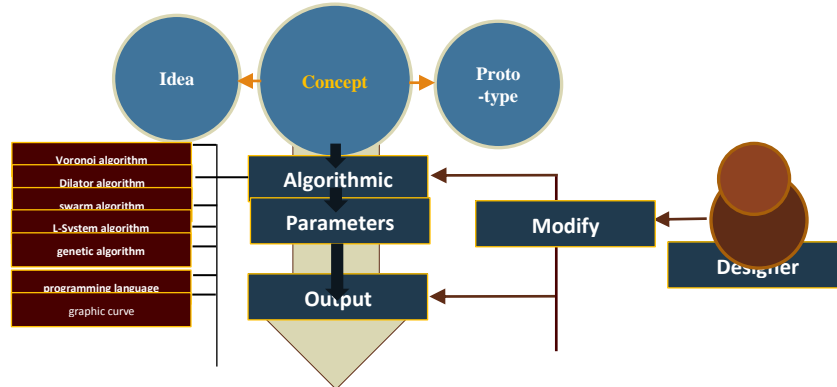 Idea
Concept
Proto
-type
Voronoi algorithm
Dilator algorithm
swarm algorithm
L-System algorithm
genetic algorithm
programming language
graphic curve
Algorithmic
Parameters
Output
Modify
Designer